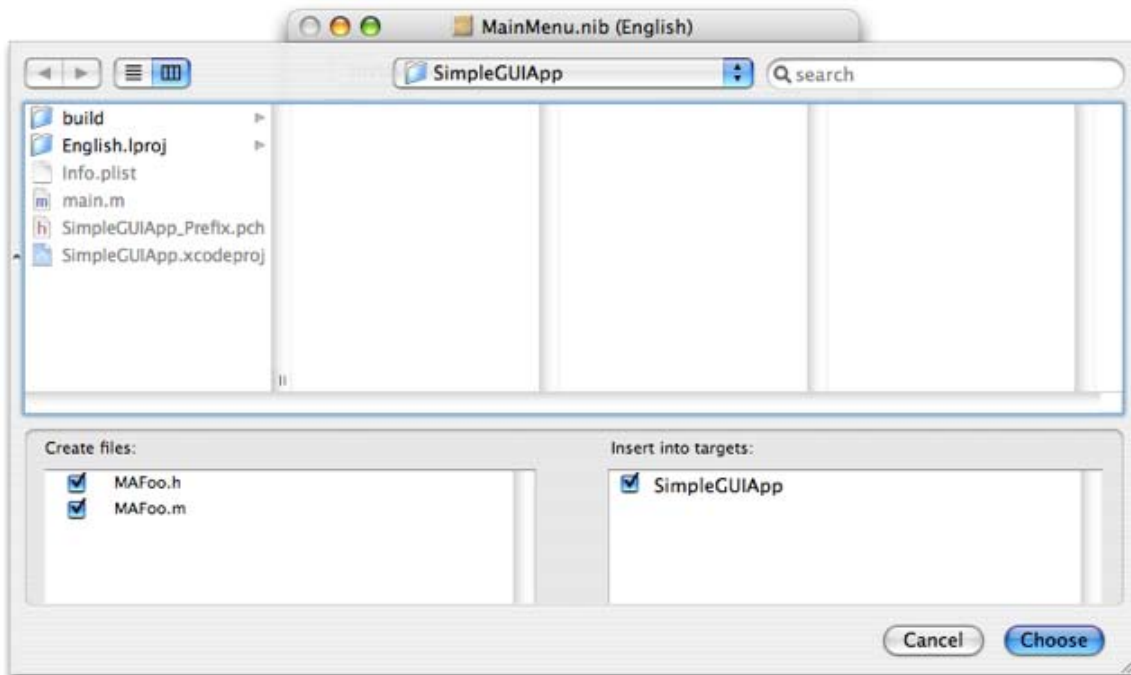 MainMenu.nib (English)
SimpleGUIApp
search
build
English.lproj
Info.plist
main.m
SimpleGUIApp_Prefix.pch
SimpleGUIApp.xcodeproj
Create files:
MAFoo.h
MAFoo.m
Insert into targets:
SimpleGUIApp
Cancel
Choose